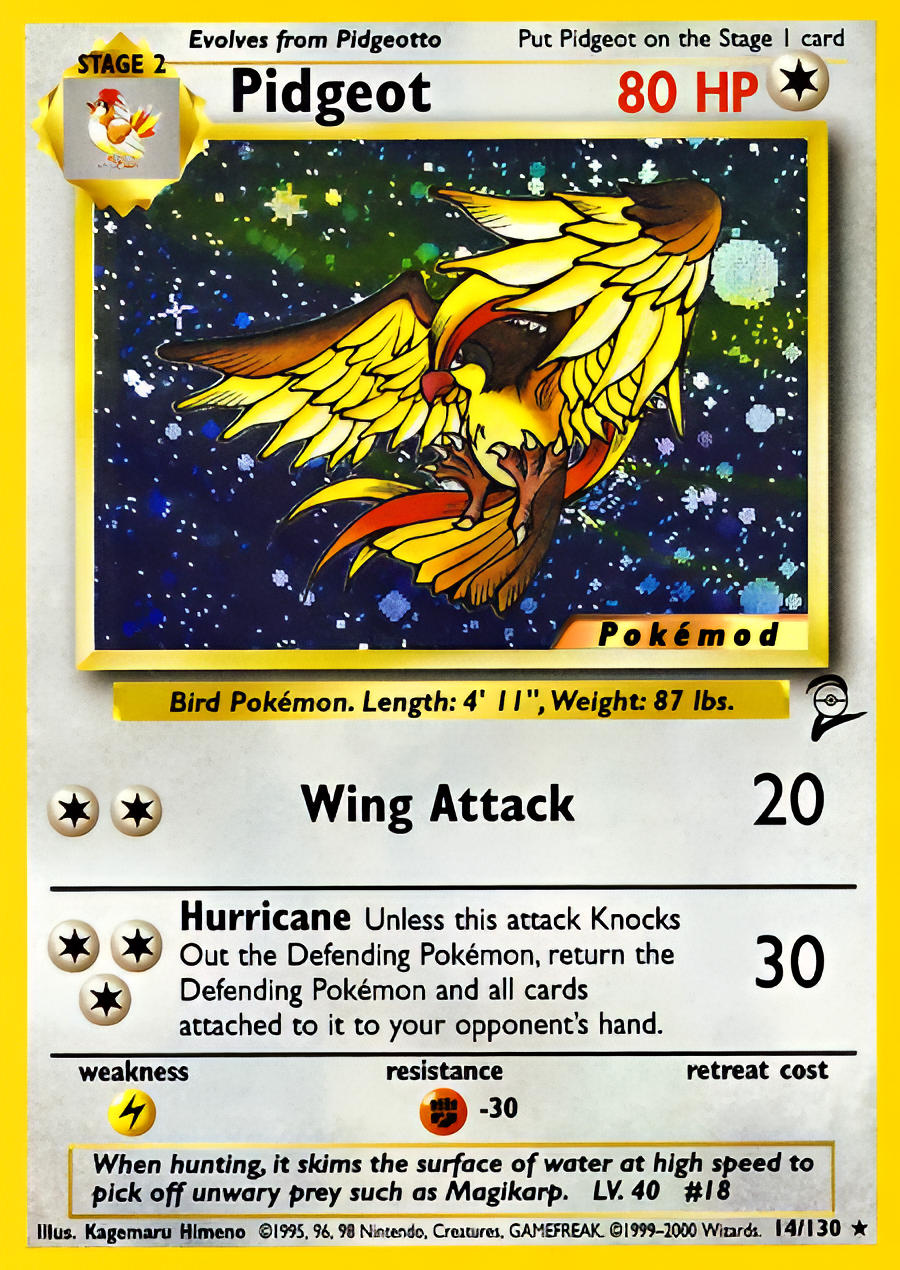 Evolves from Pidgeotto
Put Pidgeot on the Stage 1 card
STAGE 2
Pidgeot
80 HP
Pokémod
Bird Pokémon. Length: 4' 11", Weight: 87 lbs.
Wing Attack
20
Hurricane Unless this attack Knocks
Out the Defending Pokémon, return the
Defending Pokémon and all cards
attached to it to your opponent's hand.
30
weakness
resistance
retreat cost
-30
When hunting, it skims the surface of water at high speed to
pick off unwary prey such as Magikarp. LV. 40 #18
Illus. Kagemaru Himeno ©1995, 96, 98 Nintendo, Creatures, GAMEFREAK. ©1999–2000 Wizards. 14/130 ★